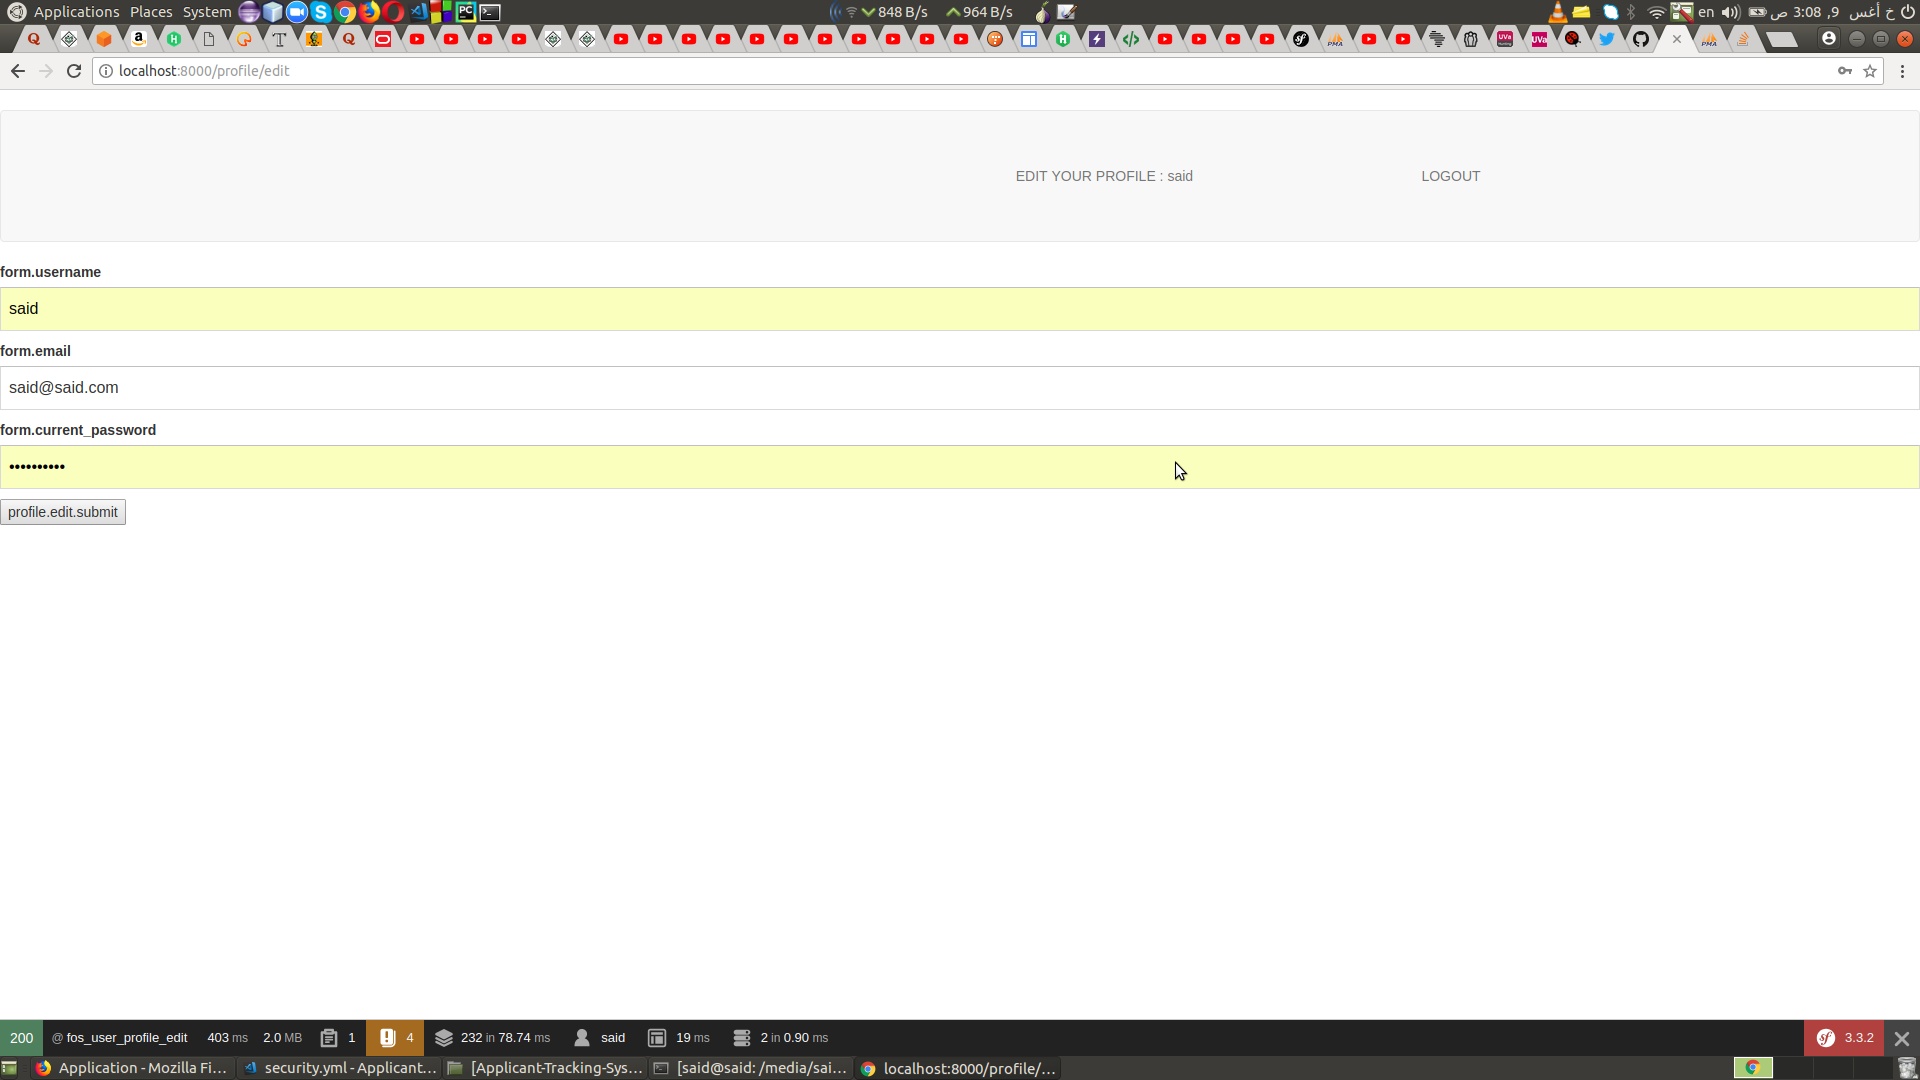 Applications Places System 848 B/s 964 B/s en ص 3:08 ,9 أغس خ
localhost:8000/profile/edit
EDIT YOUR PROFILE : said LOGOUT
form.username
said
form.email
said@said.com
form.current_password
profile.edit.submit
200 @ fos_user_profile_edit 403 ms 2.0 MB 1 4 232 in 78.74 ms said 19 ms 2 in 0.90 ms 3.3.2
Application - Mozilla Fi... security.yml - Applicant... [Applicant-Tracking-Sys... [said@said: /media/sai... localhost:8000/profile/...